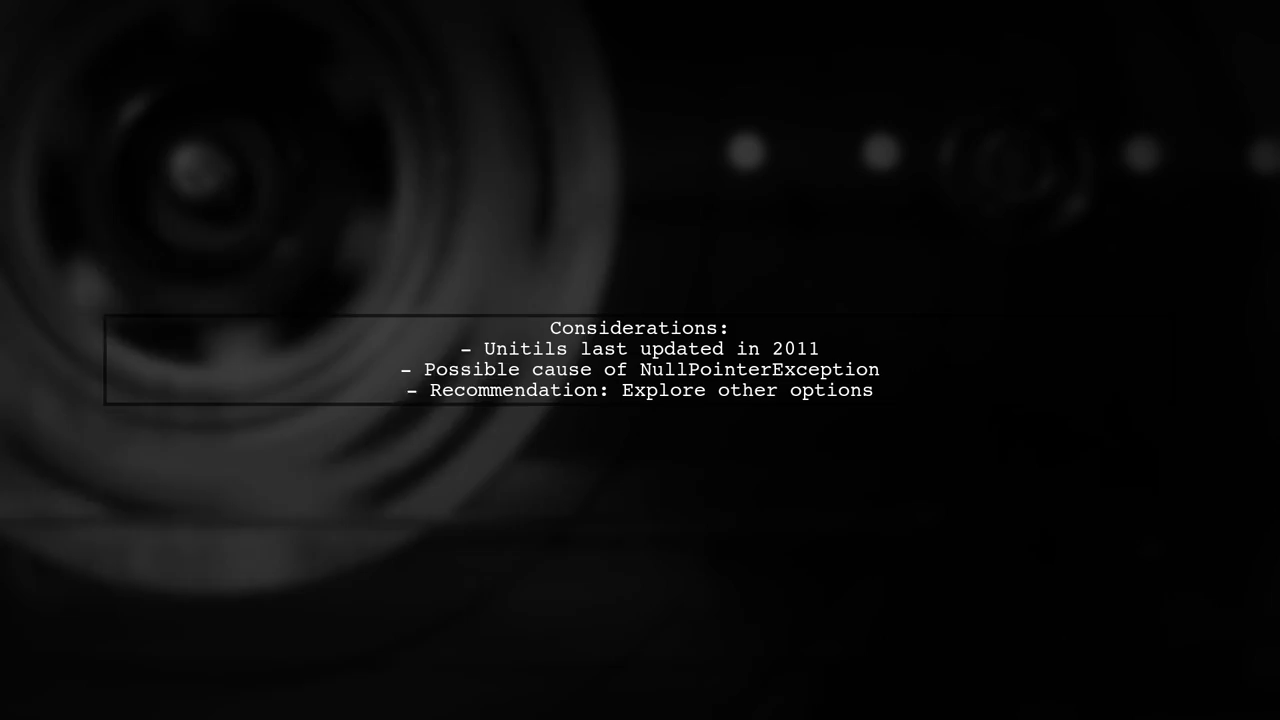 Considerations:
- Unitils last updated in 2011
- Possible cause of NullPointerException
- Recommendation: Explore other options